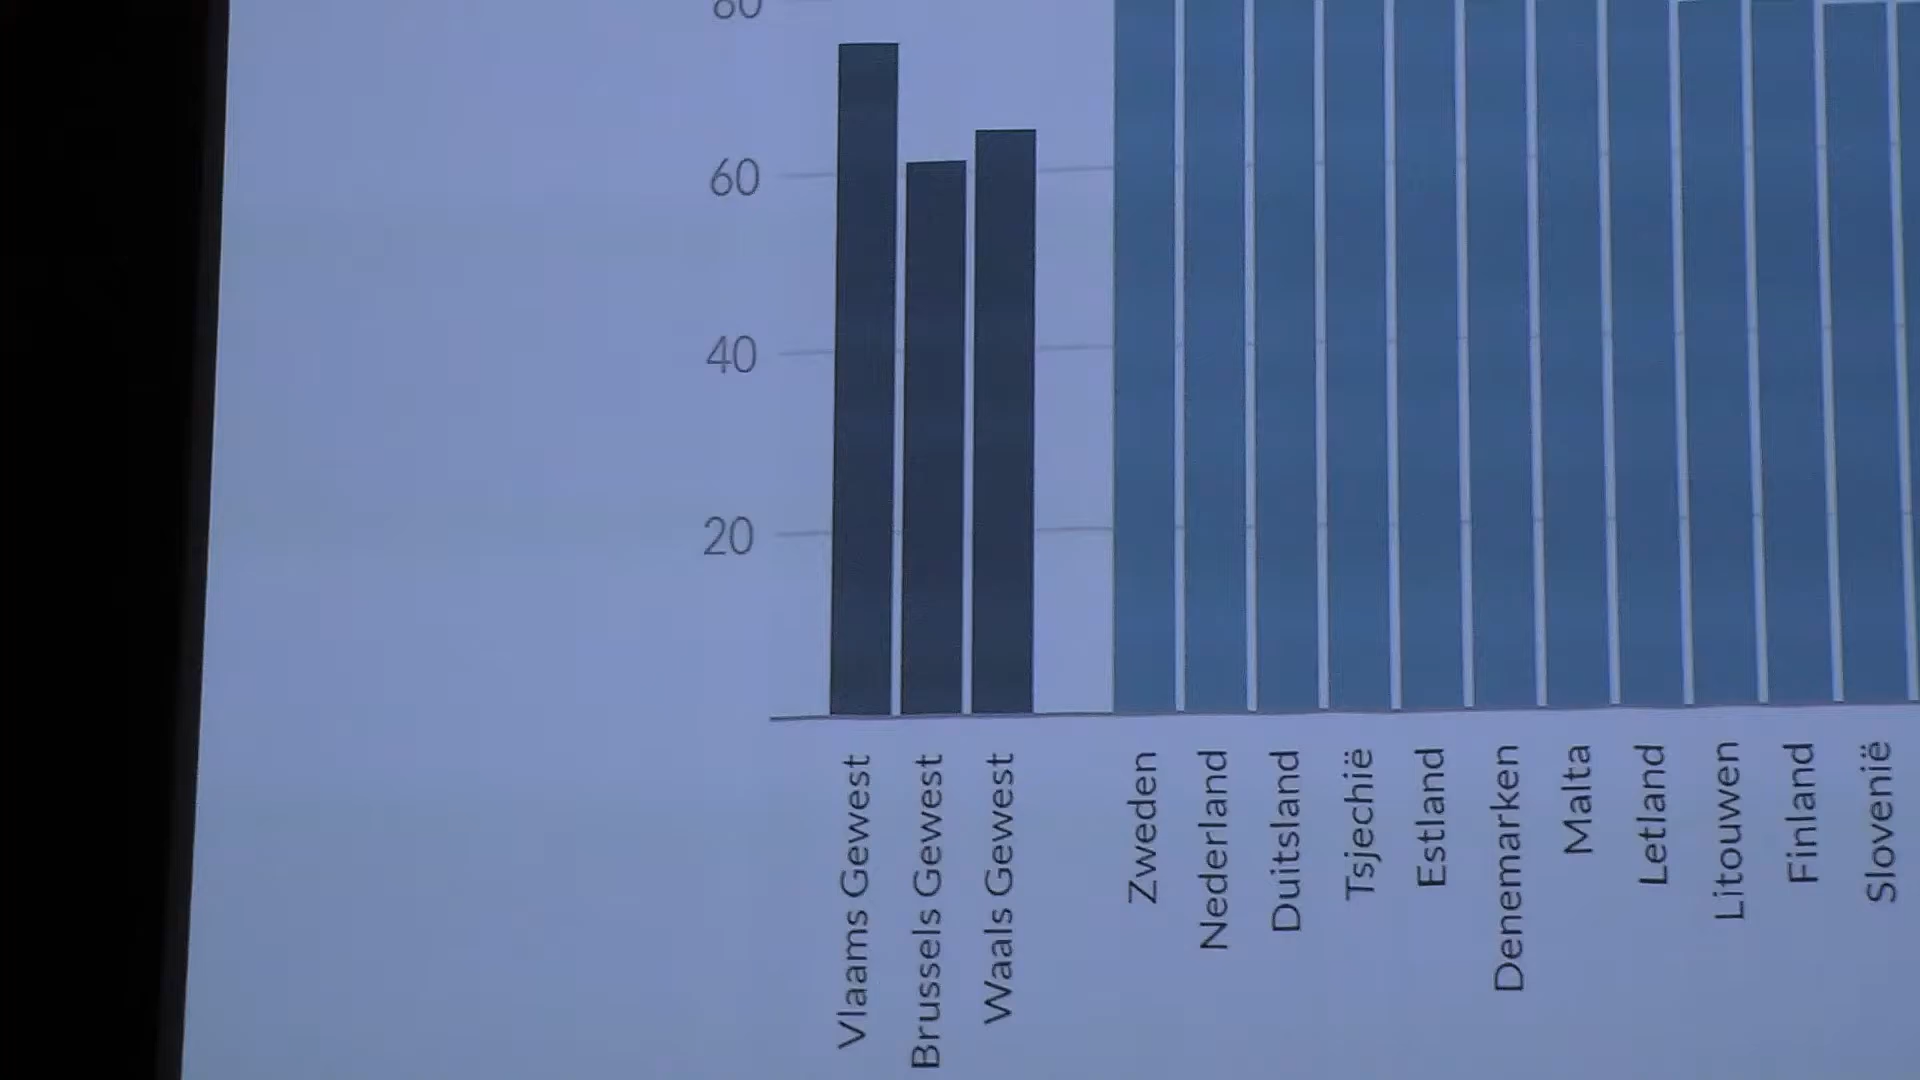 80
60
40
20
Vlaams Gewest
Brussels Gewest
Waals Gewest
Zweden
Nederland
Duitsland
Tsjechië
Estland
Denemarken
Malta
Letland
Litouwen
Finland
Slovenië